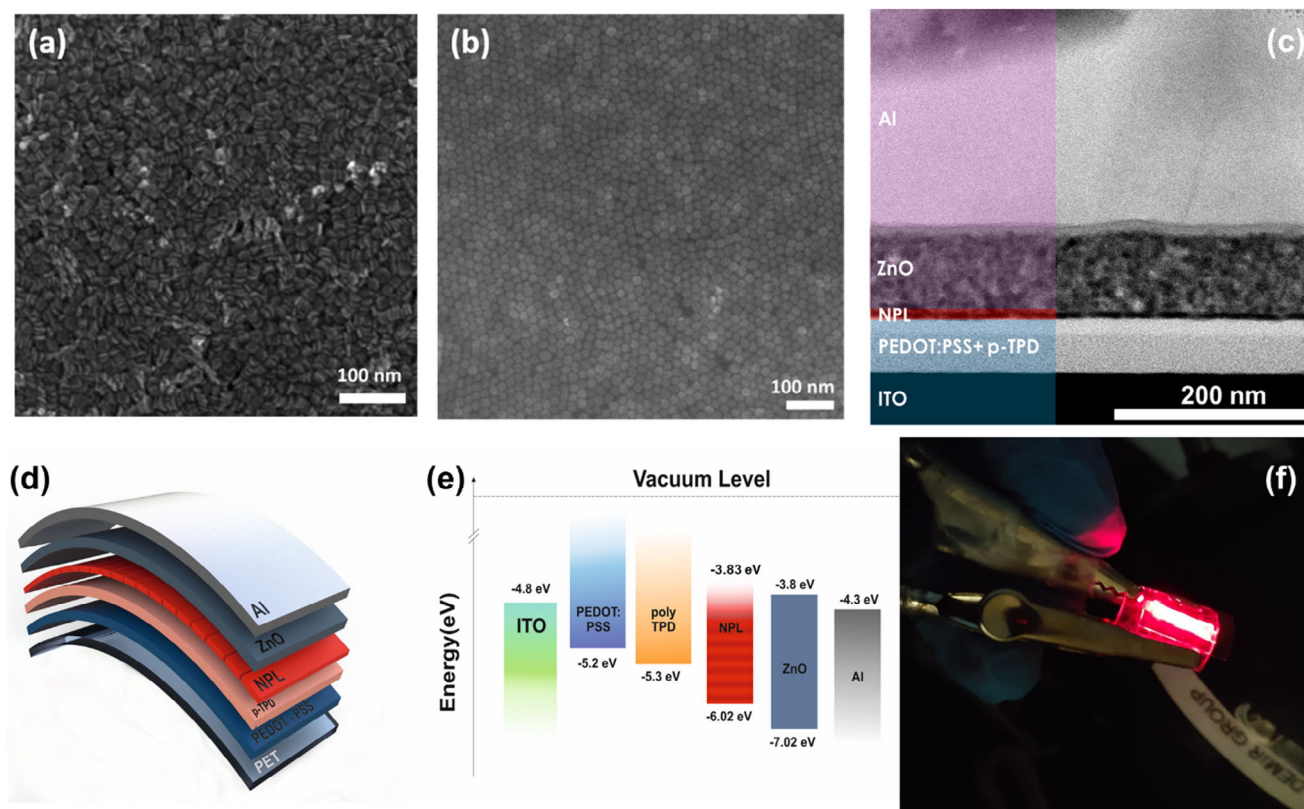 (a)
100 nm
(b)
100 nm
(c)
Al
ZnO
NPL
PEDOT:PSS+ p-TPD
ITO
200 nm
(d)
Al
ZnO
NPL
p-TPD
PEDOT:PSS
PET
(e)
Vacuum Level
Energy(eV)
-4.8 eV
ITO
PEDOT:
PSS
-5.2 eV
poly
TPD
-5.3 eV
-3.83 eV
NPL
-6.02 eV
-3.8 eV
ZnO
-7.02 eV
-4.3 eV
Al
(f)
DEMIR GROUP